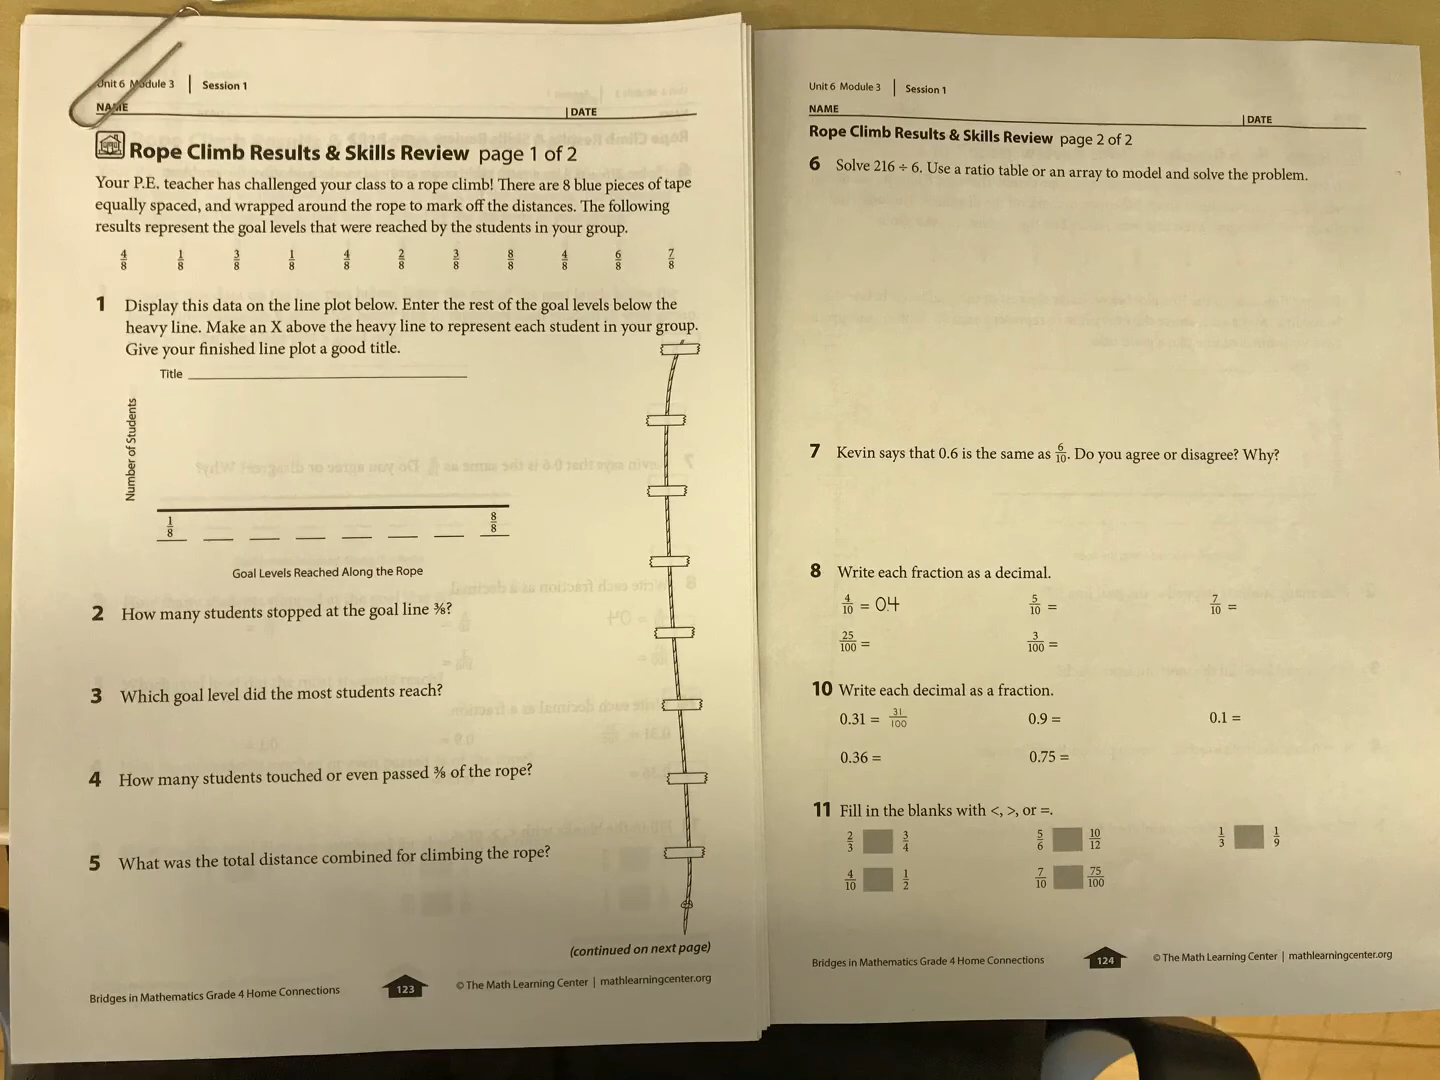 Unit 6 Module 3 | Session 1
NAME | DATE
Rope Climb Results & Skills Review page 1 of 2
Your P.E. teacher has challenged your class to a rope climb! There are 8 blue pieces of tape
equally spaced, and wrapped around the rope to mark off the distances. The following
results represent the goal levels that were reached by the students in your group.
4/8 1/8 3/8 1/8 4/8 2/8 3/8 8/8 4/8 6/8 7/8
1 Display this data on the line plot below. Enter the rest of the goal levels below the
heavy line. Make an X above the heavy line to represent each student in your group.
Give your finished line plot a good title.
Title
Number of Students
1/8 8/8
Goal Levels Reached Along the Rope
2 How many students stopped at the goal line ⅜?
3 Which goal level did the most students reach?
4 How many students touched or even passed ⅜ of the rope?
5 What was the total distance combined for climbing the rope?
(continued on next page)
Bridges in Mathematics Grade 4 Home Connections 123 © The Math Learning Center | mathlearningcenter.org
Unit 6 Module 3 | Session 1
NAME | DATE
Rope Climb Results & Skills Review page 2 of 2
6 Solve 216 ÷ 6. Use a ratio table or an array to model and solve the problem.
7 Kevin says that 0.6 is the same as 6/10. Do you agree or disagree? Why?
8 Write each fraction as a decimal.
4/10 = 0.4 5/10 = 7/10 =
25/100 = 3/100 =
10 Write each decimal as a fraction.
0.31 = 31/100 0.9 = 0.1 =
0.36 = 0.75 =
11 Fill in the blanks with <, >, or =.
2/3 3/4 5/6 10/12 1/3 1/9
4/10 1/2 7/10 75/100
Bridges in Mathematics Grade 4 Home Connections 124 © The Math Learning Center | mathlearningcenter.org